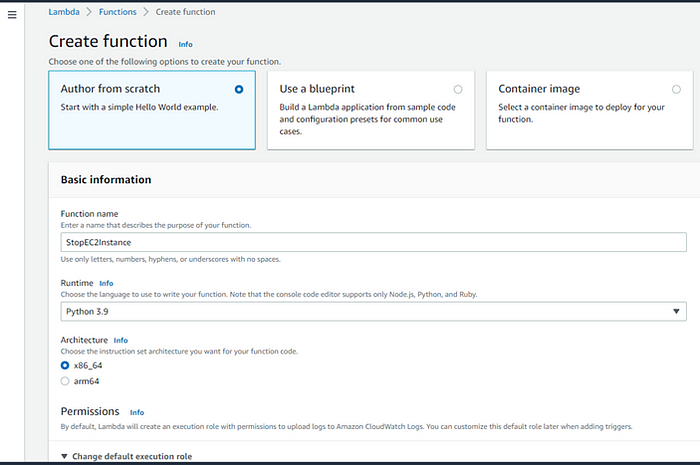 Lambda > Functions > Create function
Create function Info
Choose one of the following options to create your function.
Author from scratch
Start with a simple Hello World example.
Use a blueprint
Build a Lambda application from sample code
and configuration presets for common use
cases.
Container image
Select a container image to deploy for your
function.
Basic information
Function name
Enter a name that describes the purpose of your function.
StopEC2Instance
Use only letters, numbers, hyphens, or underscores with no spaces.
Runtime Info
Choose the language to use to write your function. Note that the console code editor supports only Node.js, Python, and Ruby.
Python 3.9
Architecture Info
Choose the instruction set architecture you want for your function code.
x86_64
arm64
Permissions Info
By default, Lambda will create an execution role with permissions to upload logs to Amazon CloudWatch Logs. You can customize this default role later when adding triggers.
Change default execution role